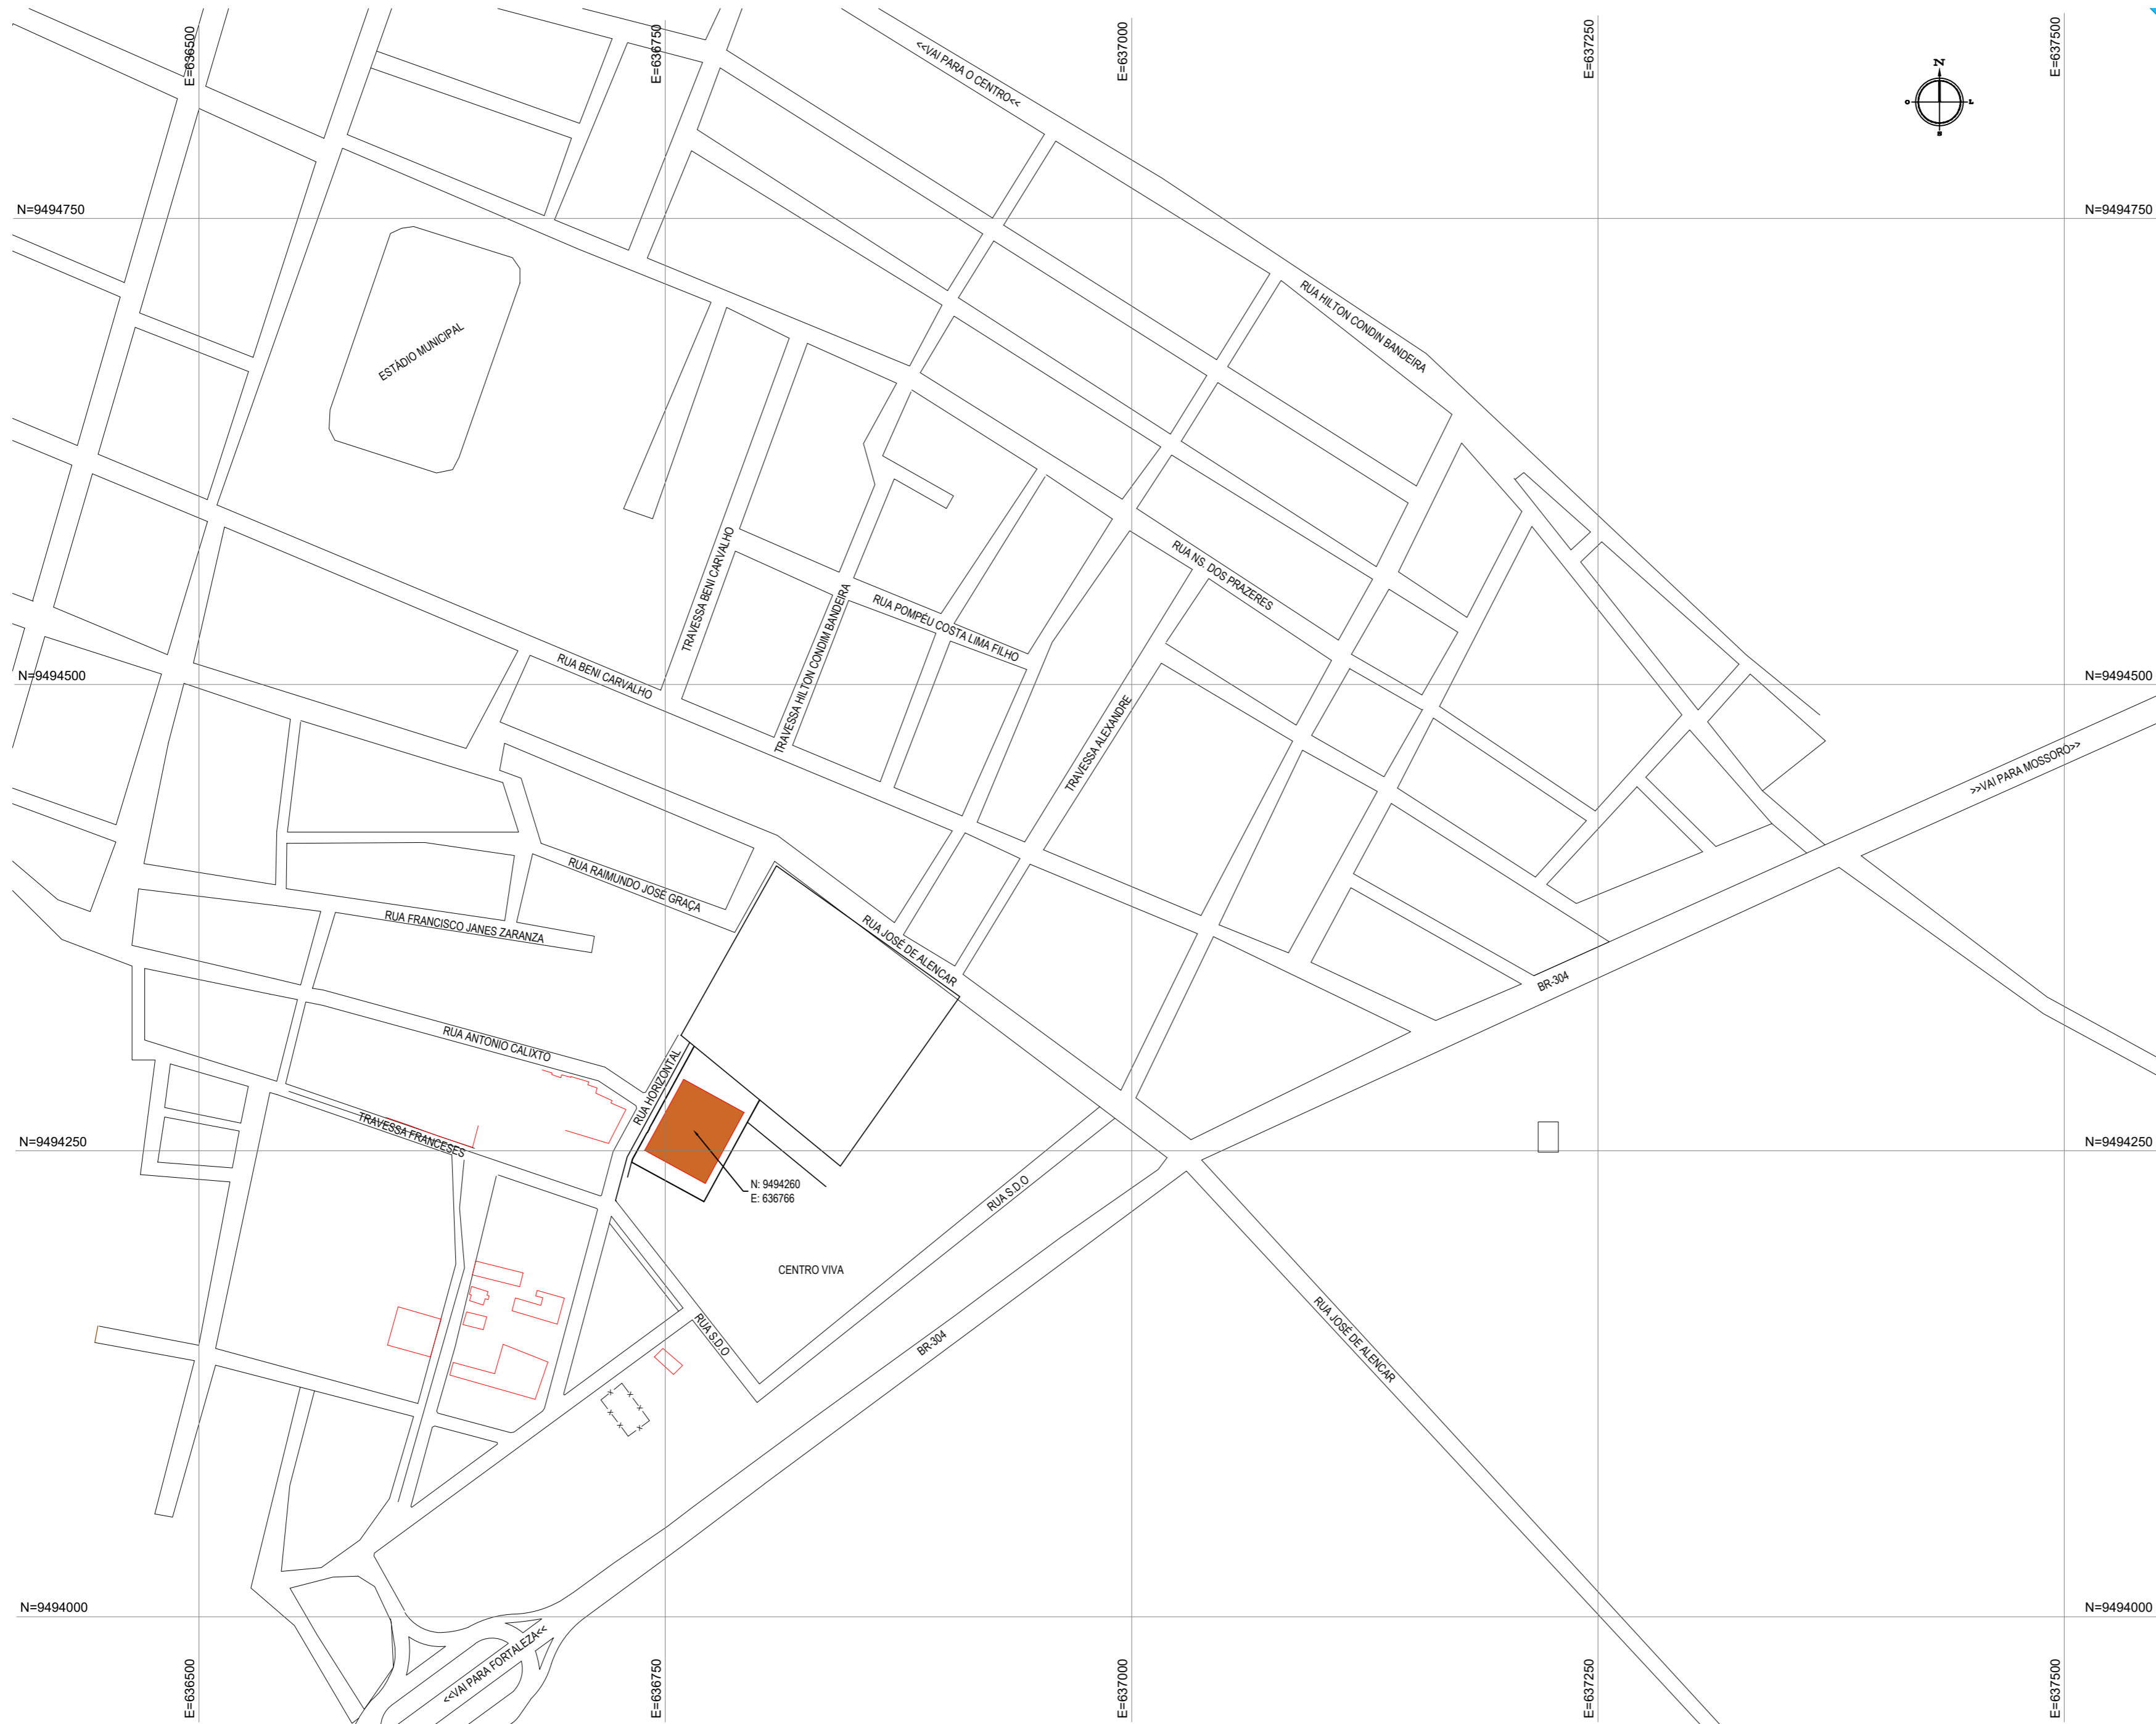 E=636500
E=636750
E=637000
E=637250
E=637500
<<VAI PARA O CENTRO<<
N
O
L
S
N=9494750
N=9494750
RUA HILTON CONDIN BANDEIRA
ESTÁDIO MUNICIPAL
TRAVESSA BENI CARVALHO
RUA NS. DOS PRAZERES
TRAVESSA HILTON CONDIM BANDEIRA
RUA POMPÉU COSTA LIMA FILHO
RUA BENI CARVALHO
N=9494500
N=9494500
TRAVESSA ALEXANDRE
>>VAI PARA MOSSORO>>
RUA RAIMUNDO JOSÉ GRAÇA
RUA FRANCISCO JANES ZARANZA
RUA JOSÉ DE ALENCAR
BR-304
RUA ANTONIO CALIXTO
RUA HORIZONTAL
TRAVESSA FRANCESES
N=9494250
N=9494250
N: 9494260
E: 636766
RUA S.D.O
CENTRO VIVA
RUA S.D.O
BR-304
RUA JOSÉ DE ALENCAR
N=9494000
N=9494000
<<VAI PARA FORTALEZA<<
E=636500
E=636750
E=637000
E=637250
E=637500